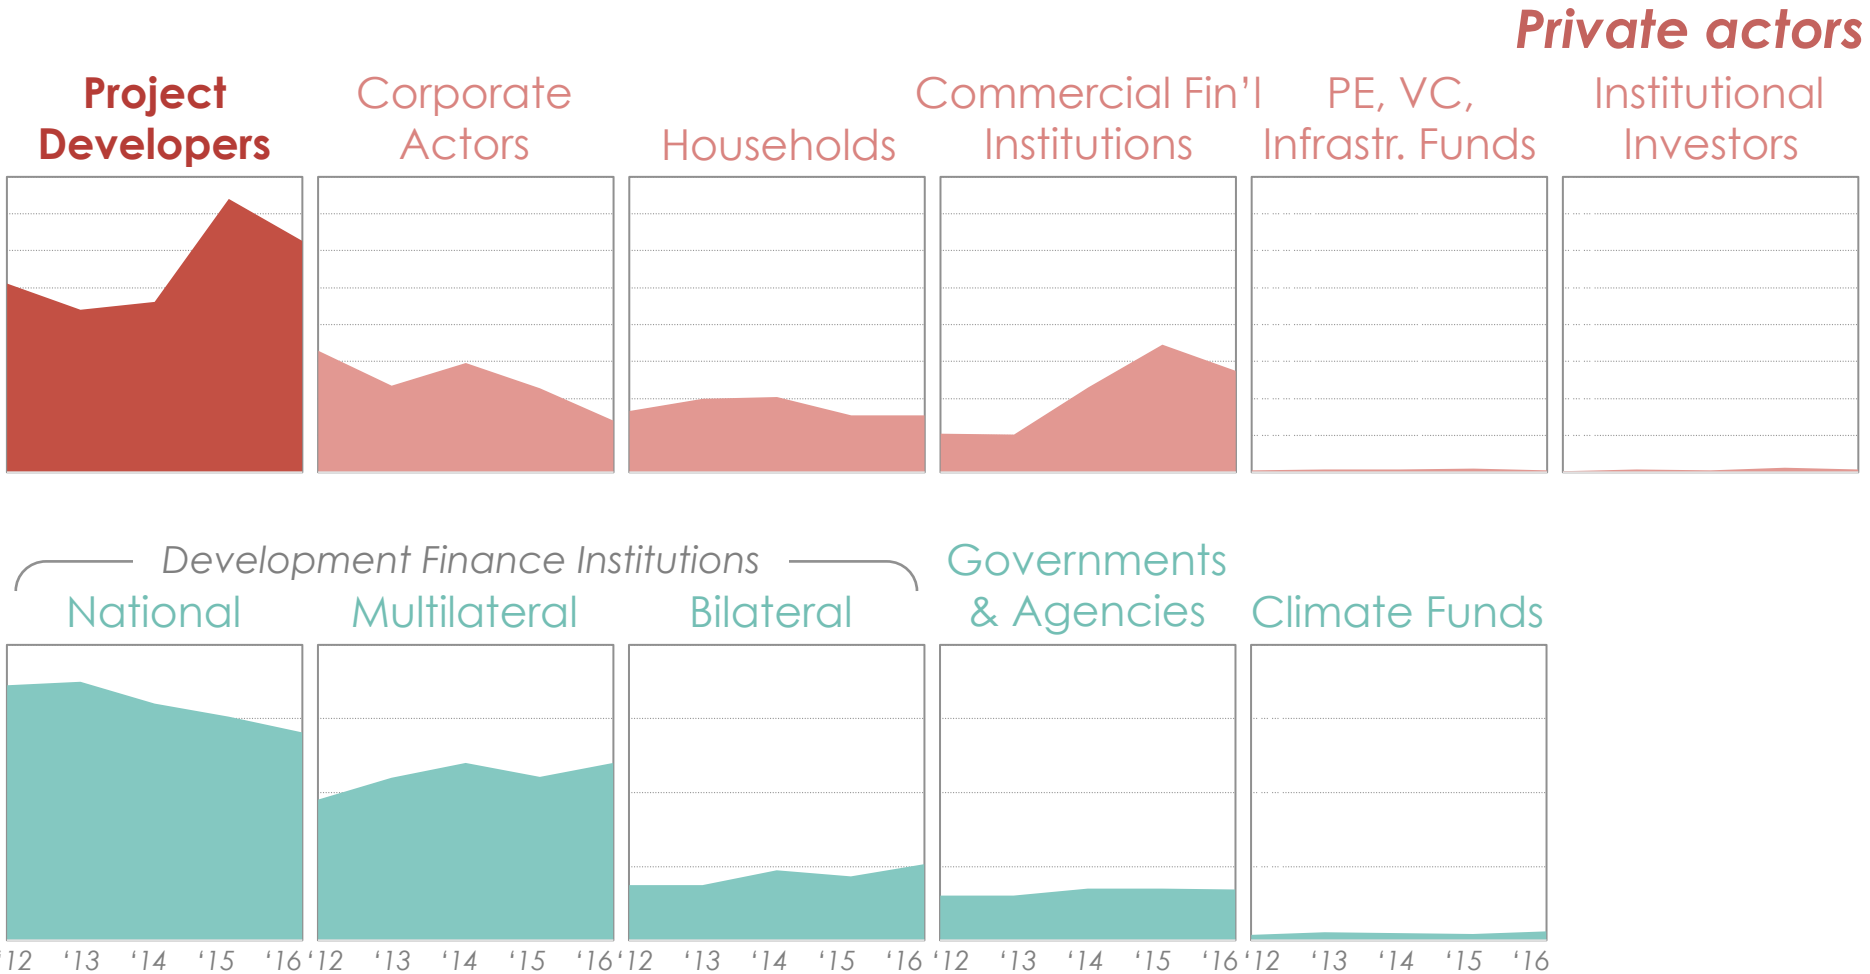 Private actors
Project
Developers
Corporate
Actors
Households
Commercial Fin’l
Institutions
PE, VC,
Infrastr. Funds
Institutional
Investors
Development Finance Institutions
National
Multilateral
Bilateral
Governments
& Agencies
Climate Funds
‘12 ‘13 ‘14 ‘15 ‘16
‘12 ‘13 ‘14 ‘15 ‘16
‘12 ‘13 ‘14 ‘15 ‘16
‘12 ‘13 ‘14 ‘15 ‘16
‘12 ‘13 ‘14 ‘15 ‘16